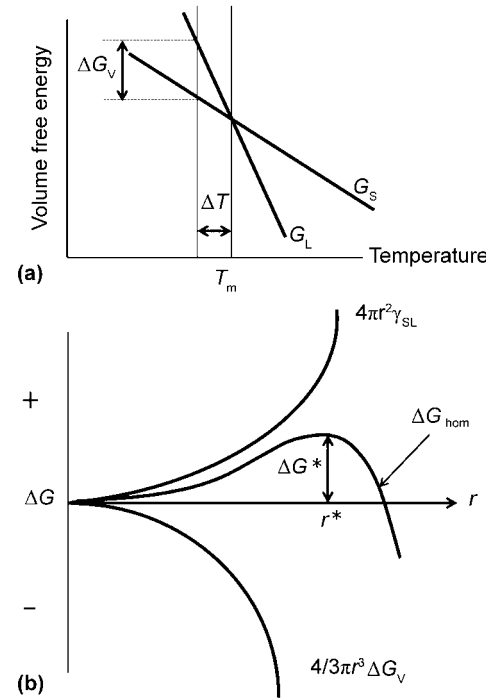 Volume free energy
ΔG_V
ΔT
G_S
G_L
Temperature
T_m
(a)
4πr²γ_SL
+
ΔG_hom
ΔG*
ΔG
r*
r
−
4/3πr³ΔG_V
(b)